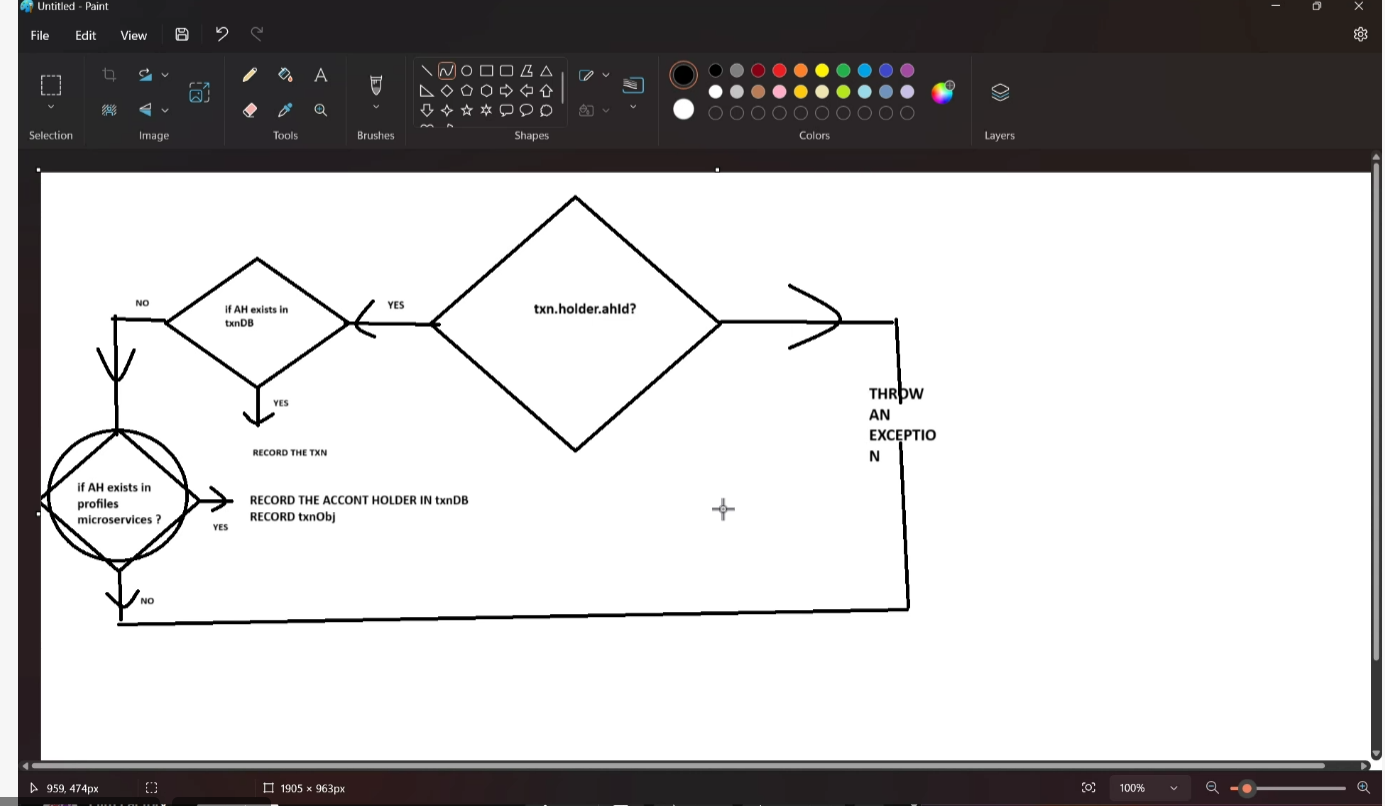 Untitled - Paint
File Edit View
Selection
Image
Tools
Brushes
Shapes
Colors
Layers
NO
if AH exists in
txnDB
YES
txn.holder.ahId?
YES
RECORD THE TXN
THROW
AN
EXCEPTIO
N
if AH exists in
profiles
microservices ?
YES
RECORD THE ACCONT HOLDER IN txnDB
RECORD txnObj
NO
959, 474px
1905 × 963px
100%